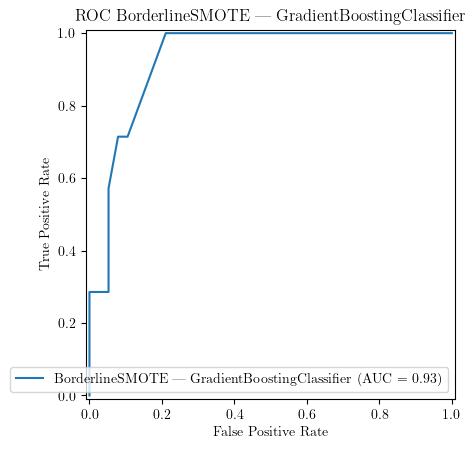 ROC BorderlineSMOTE — GradientBoostingClassifier
1.0
0.8
0.6
0.4
0.2
0.0
True Positive Rate
BorderlineSMOTE — GradientBoostingClassifier (AUC = 0.93)
0.0 0.2 0.4 0.6 0.8 1.0
False Positive Rate